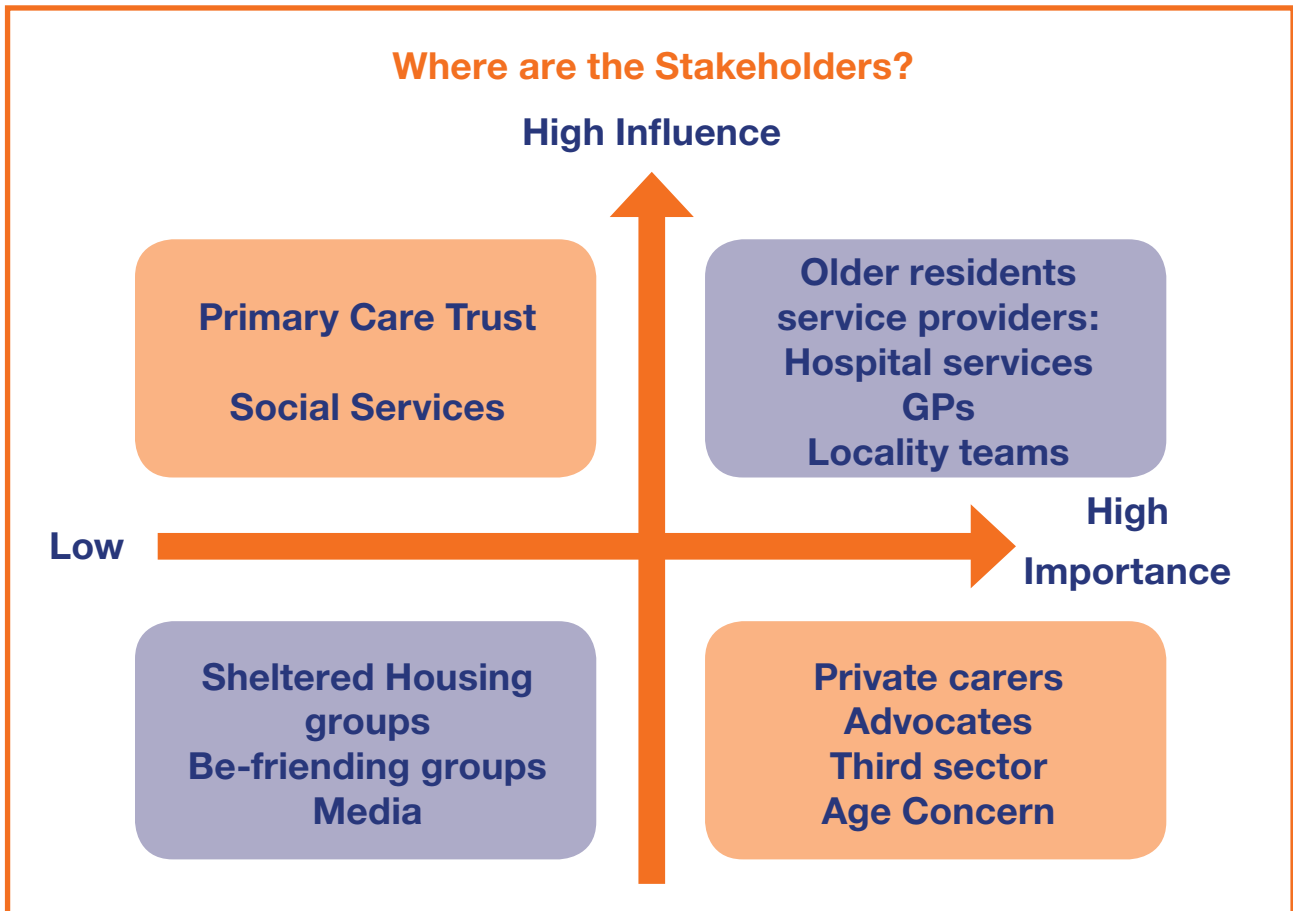 Where are the Stakeholders?
High Influence
Primary Care Trust
Social Services
Older residents
service providers:
Hospital services
GPs
Locality teams
Low
High
Importance
Sheltered Housing
groups
Be-friending groups
Media
Private carers
Advocates
Third sector
Age Concern